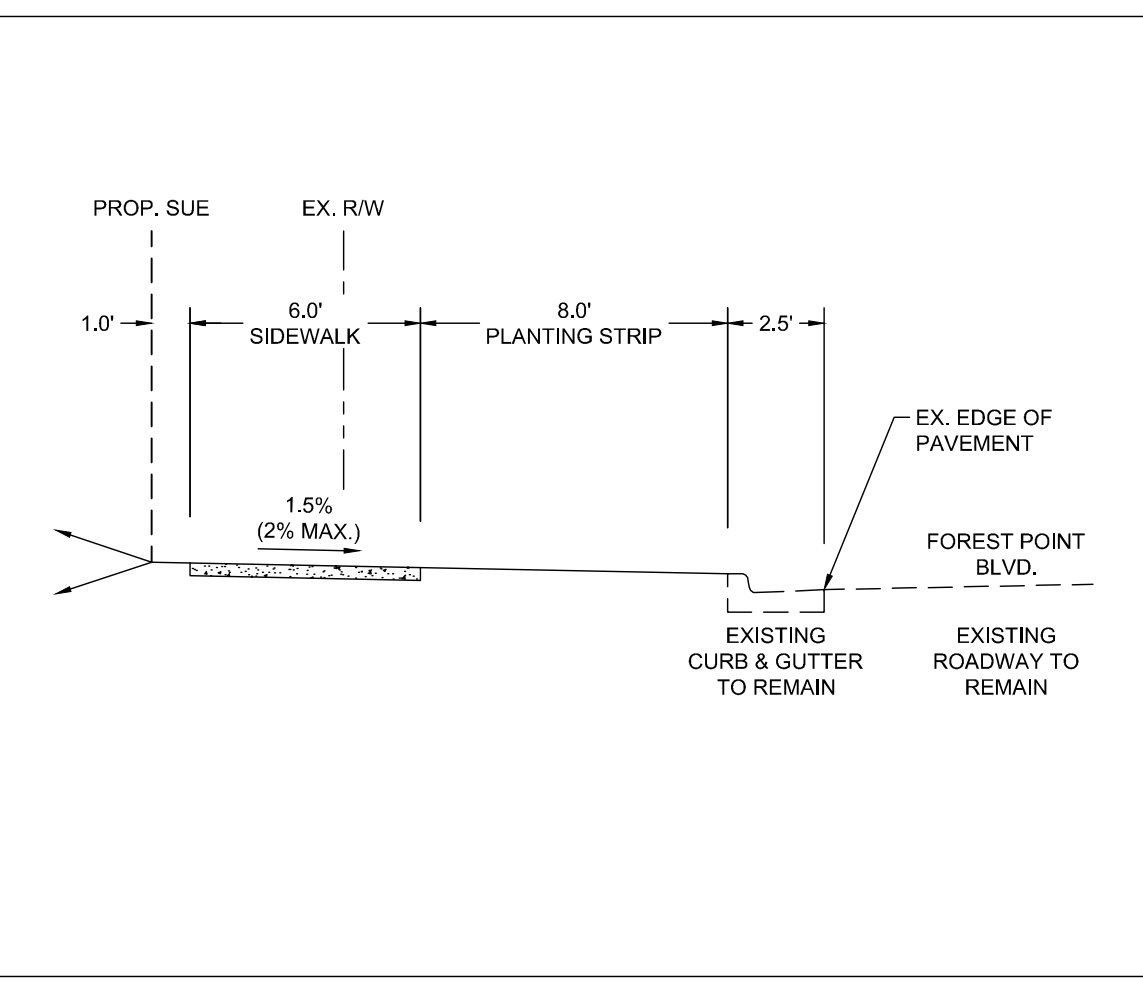 PROP. SUE
EX. R/W
1.0'
6.0'
SIDEWALK
8.0'
PLANTING STRIP
2.5'
EX. EDGE OF
PAVEMENT
1.5%
(2% MAX.)
FOREST POINT
BLVD.
EXISTING
CURB & GUTTER
TO REMAIN
EXISTING
ROADWAY TO
REMAIN